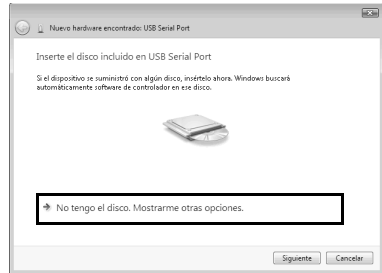 Nuevo hardware encontrado: USB Serial Port
Inserte el disco incluido en USB Serial Port
Si el dispositivo se suministró con algún disco, insértelo ahora. Windows buscará
automáticamente software de controlador en ese disco.
No tengo el disco. Mostrarme otras opciones.
Siguiente Cancelar